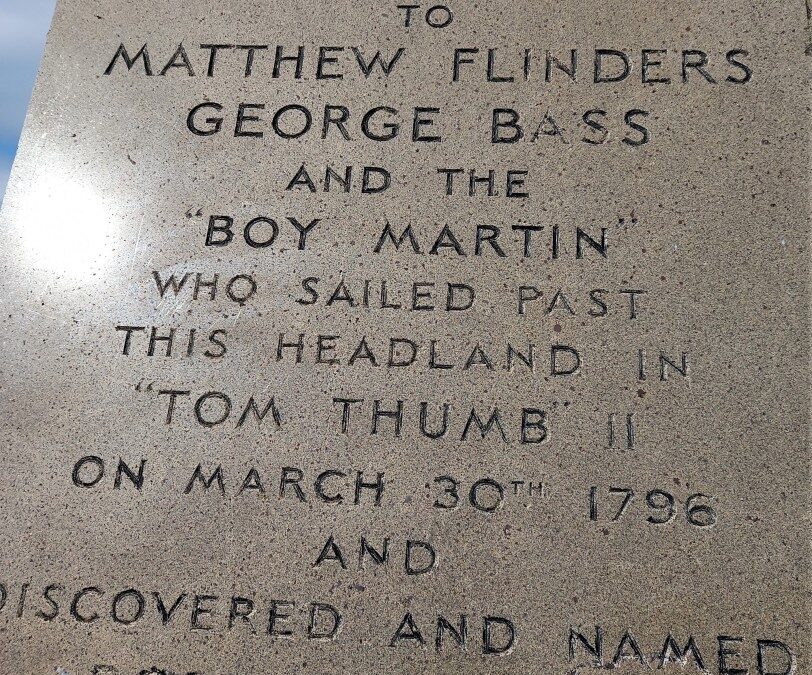 TO
MATTHEW FLINDERS
GEORGE BASS
AND THE
"BOY MARTIN"
WHO SAILED PAST
THIS HEADLAND IN
"TOM THUMB" II
ON MARCH 30TH 1796
AND
DISCOVERED AND NAMED